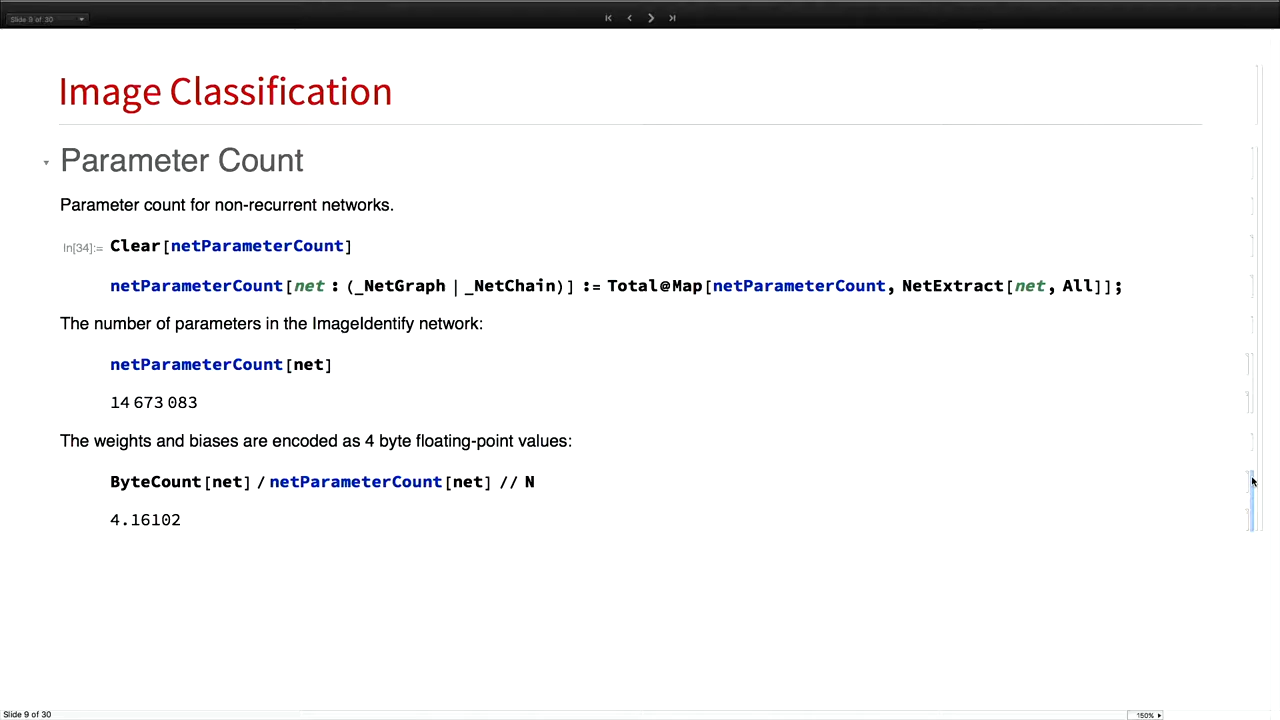 Slide 9 of 30
Image Classification
Parameter Count
Parameter count for non-recurrent networks.
In[34]:= Clear[netParameterCount]
netParameterCount[net : (_NetGraph | _NetChain)] := Total@Map[netParameterCount, NetExtract[net, All]];
The number of parameters in the ImageIdentify network:
netParameterCount[net]
14 673 083
The weights and biases are encoded as 4 byte floating-point values:
ByteCount[net] / netParameterCount[net] // N
4.16102
Slide 9 of 30
150%